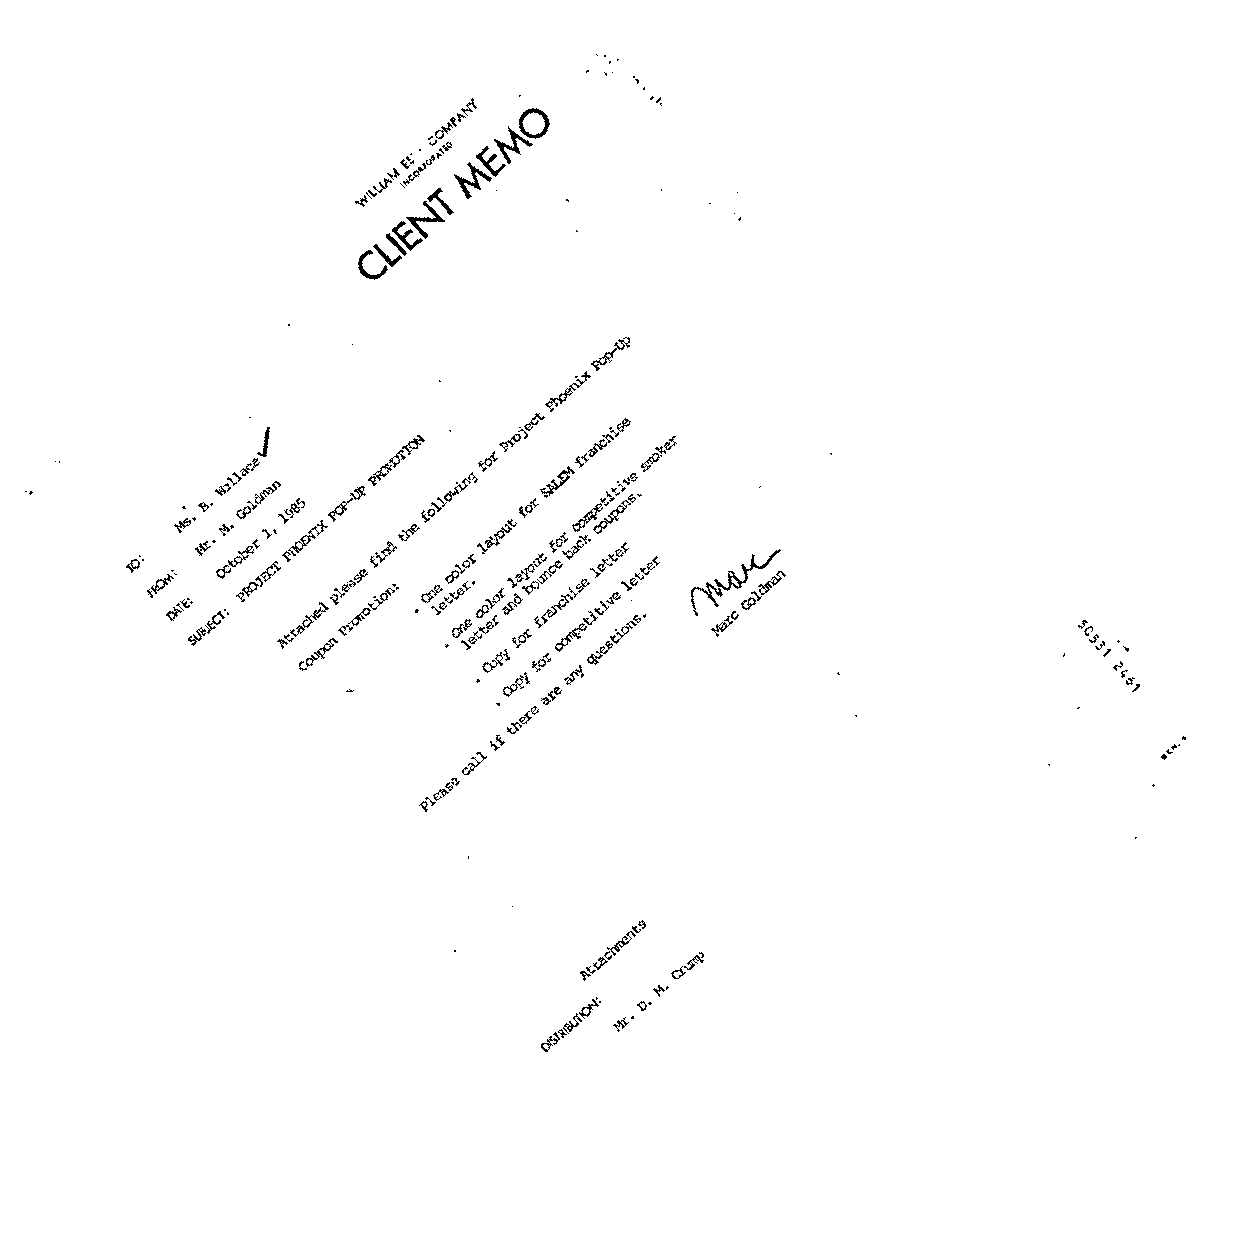 WILLIAM COMPANY
INCORPORATED
CLIENT MEMO
TO: Ms. B. Wallace
FROM: Mr. M. Goldman
DATE: October 1, 1985
SUBJECT: PROJECT PHOENIX POP-UP PROMOTION
Attached please find the following for Project Phoenix Pop-Up
Coupon Promotion:
. One color layout for SALEM franchise
letter.
. One color layout for competitive smoker
letter and bounce back coupons.
. Copy for franchise letter
. Copy for competitive letter
Please call if there are any questions.
Marc
Marc Goldman
Attachments
DISTRIBUTION:
Mr. D. M. Crump
50531 2461